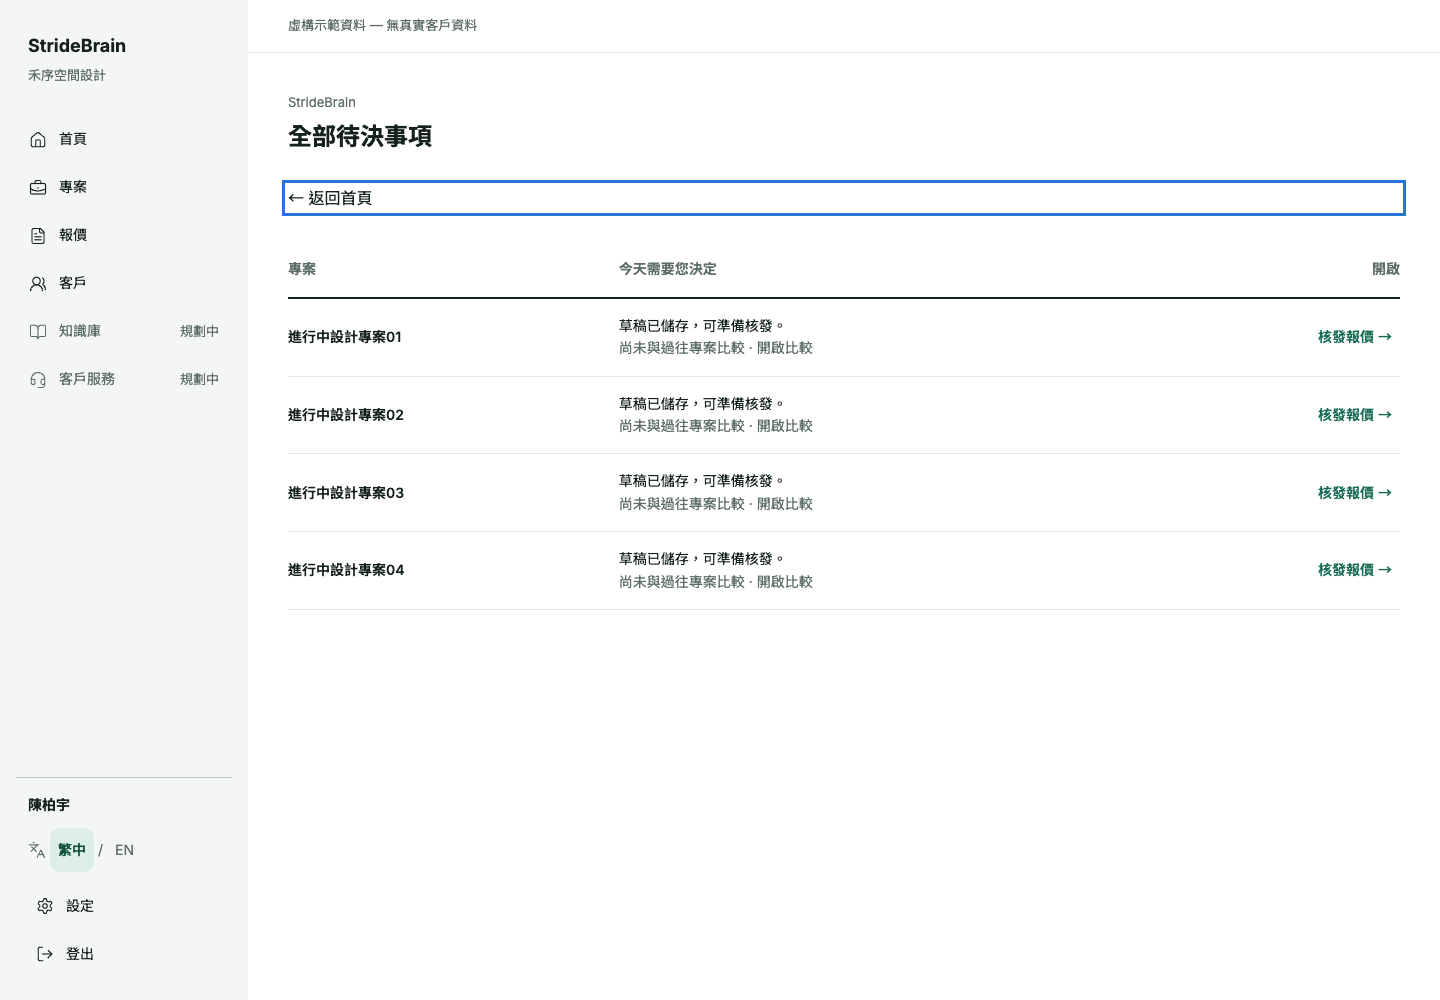 StrideBrain
禾序空間設計
首頁
專案
報價
客戶
知識庫 規劃中
客戶服務 規劃中
陳柏宇
繁中 / EN
設定
登出
虛構示範資料 — 無真實客戶資料
StrideBrain
全部待決事項
← 返回首頁
專案 今天需要您決定 開啟
進行中設計專案01
草稿已儲存，可準備核發。
尚未與過往專案比較 · 開啟比較
核發報價 →
進行中設計專案02
草稿已儲存，可準備核發。
尚未與過往專案比較 · 開啟比較
核發報價 →
進行中設計專案03
草稿已儲存，可準備核發。
尚未與過往專案比較 · 開啟比較
核發報價 →
進行中設計專案04
草稿已儲存，可準備核發。
尚未與過往專案比較 · 開啟比較
核發報價 →